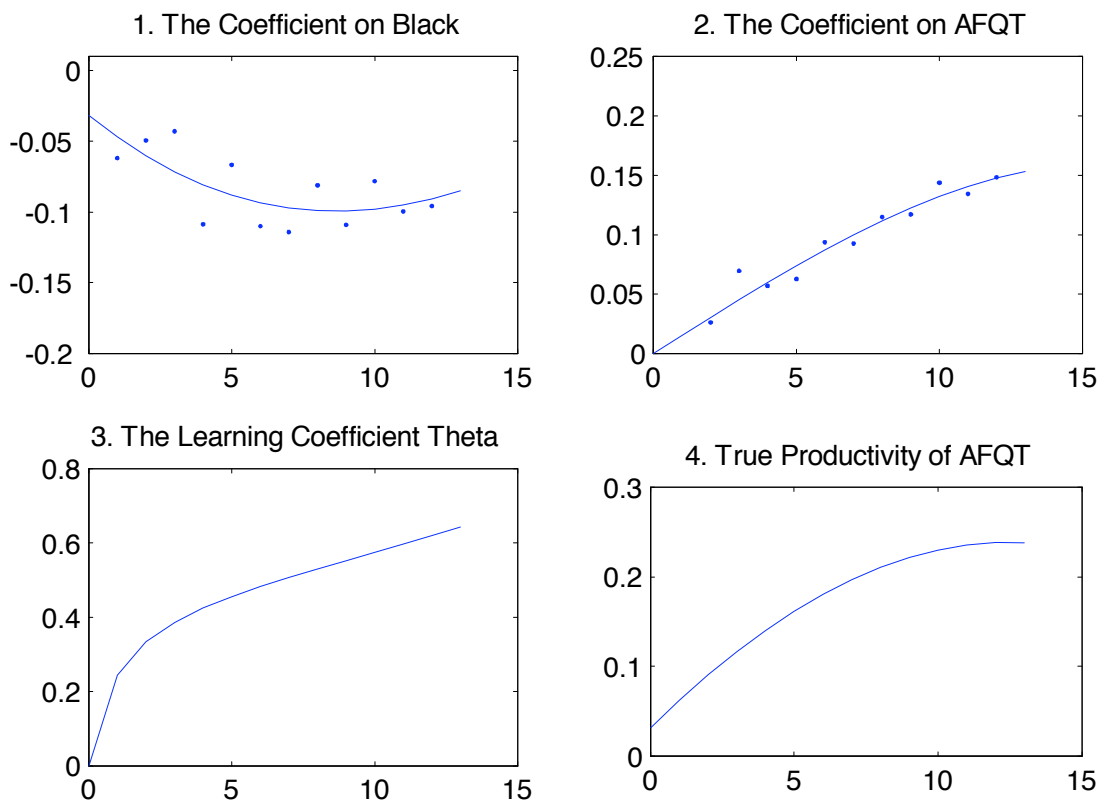 1. The Coefficient on Black
0
-0.05
-0.1
-0.15
-0.2
0 5 10 15
2. The Coefficient on AFQT
0.25
0.2
0.15
0.1
0.05
0
0 5 10 15
3. The Learning Coefficient Theta
0.8
0.6
0.4
0.2
0
0 5 10 15
4. True Productivity of AFQT
0.3
0.2
0.1
0
0 5 10 15